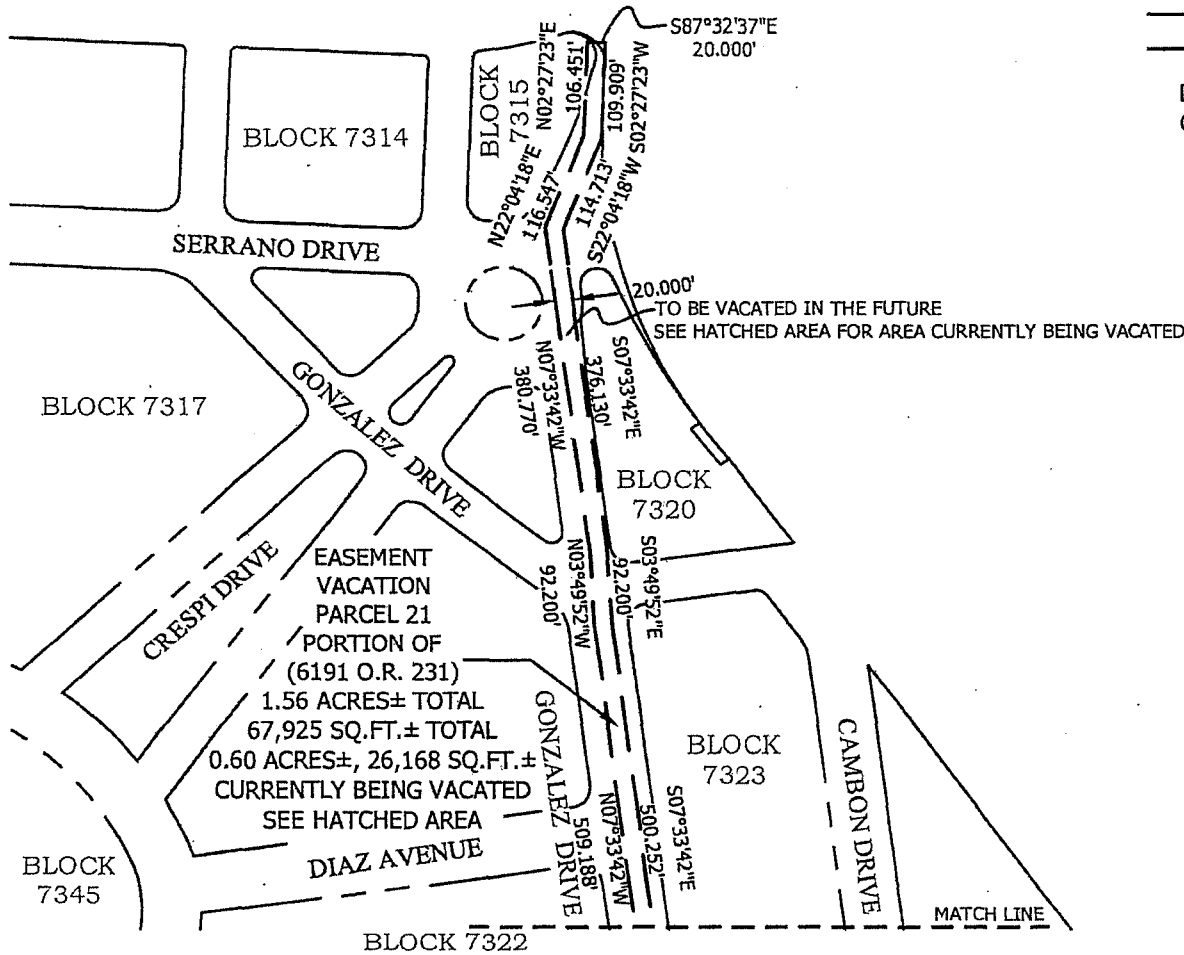 S87°32'37"E
20.000'
N02°27'23"E
106.451'
109.909'
S02°27'23"W
BLOCK
7315
BLOCK 7314
N22°04'18"E
116.547'
114.713'
S22°04'18"W
SERRANO DRIVE
20.000'
TO BE VACATED IN THE FUTURE
SEE HATCHED AREA FOR AREA CURRENTLY BEING VACATED
N07°33'42"W
380.770'
376.130'
S07°33'42"E
GONZALEZ DRIVE
BLOCK 7317
BLOCK
7320
CRESPI DRIVE
EASEMENT
VACATION
PARCEL 21
PORTION OF
(6191 O.R. 231)
1.56 ACRES± TOTAL
67,925 SQ.FT.± TOTAL
0.60 ACRES±, 26,168 SQ.FT.±
CURRENTLY BEING VACATED
SEE HATCHED AREA
92.200'
N03°49'52"W
92.200'
S03°49'52"E
GONZALEZ DRIVE
BLOCK
7323
CAMBON DRIVE
N07°33'42"W
509.188'
500.252'
S07°33'42"E
DIAZ AVENUE
BLOCK
7345
MATCH LINE
BLOCK 7322